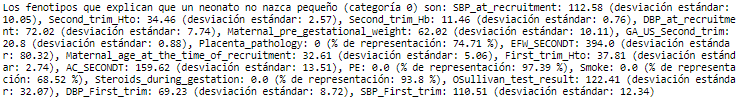 Los fenotipos que explican que un neonato no nazca pequeño (categoría 0) son: SBP_at_recruitment: 112.58 (desviación estándar:
10.05), Second_trim_Hto: 34.46 (desviación estándar: 2.57), Second_trim_Hb: 11.46 (desviación estándar: 0.76), DBP_at_recruitme
nt: 72.02 (desviación estándar: 7.74), Maternal_pre_gestational_weight: 62.02 (desviación estándar: 10.11), GA_US_Second_trim:
20.8 (desviación estándar: 0.88), Placenta_pathology: 0 (% de representación: 74.71 %), EFW_SECONDT: 394.0 (desviación estánda
r: 80.32), Maternal_age_at_the_time_of_recruitment: 32.61 (desviación estándar: 5.06), First_trim_Hto: 37.81 (desviación estánd
ar: 2.74), AC_SECONDT: 159.62 (desviación estándar: 13.51), PE: 0.0 (% de representación: 97.39 %), Smoke: 0.0 (% de representa
ción: 68.52 %), Steroids_during_gestation: 0.0 (% de representación: 93.8 %), OSullivan_test_result: 122.41 (desviación estánda
r: 32.07), DBP_First_trim: 69.23 (desviación estándar: 8.72), SBP_First_trim: 110.51 (desviación estándar: 12.34)